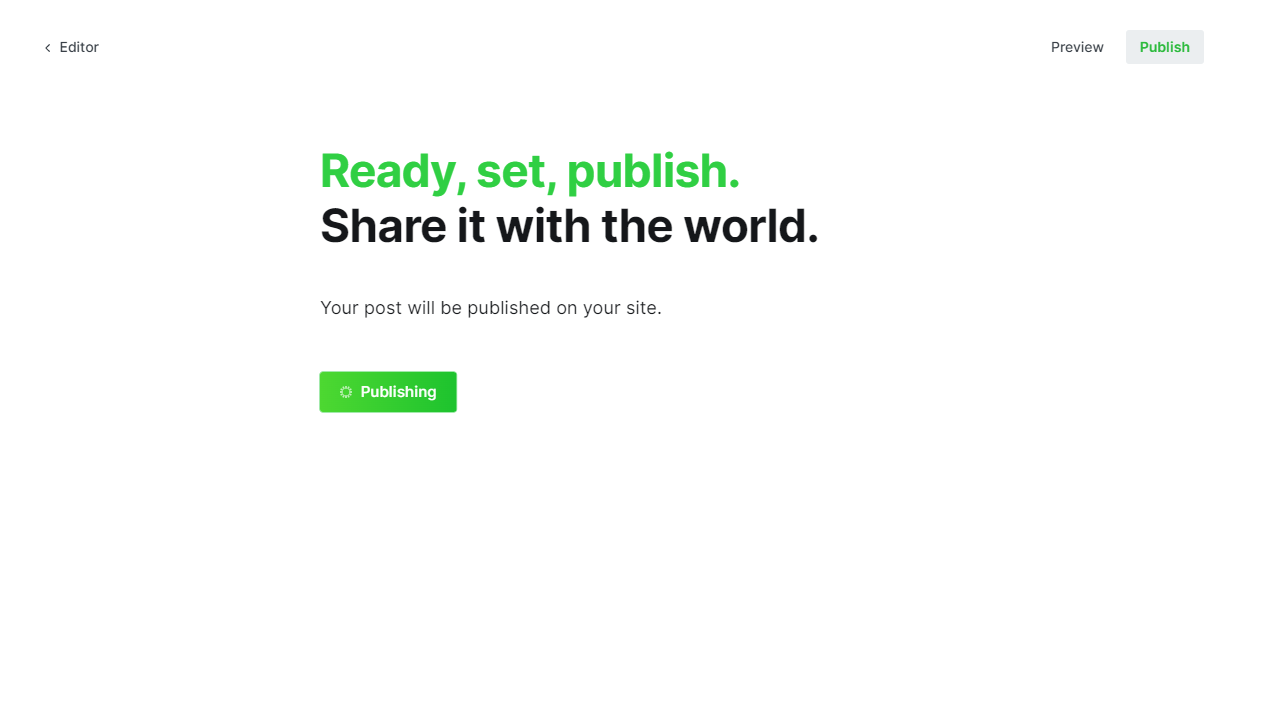 Editor
Preview
Publish
Ready, set, publish.
Share it with the world.
Your post will be published on your site.
Publishing